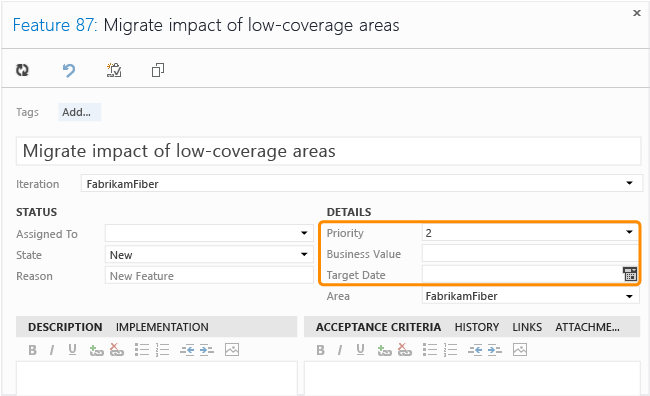 Feature 87: Migrate impact of low-coverage areas
Tags Add...
Migrate impact of low-coverage areas
Iteration FabrikamFiber
STATUS
Assigned To
State New
Reason New Feature
DETAILS
Priority 2
Business Value
Target Date
Area FabrikamFiber
DESCRIPTION IMPLEMENTATION
B I U
ACCEPTANCE CRITERIA HISTORY LINKS ATTACHME...
B I U